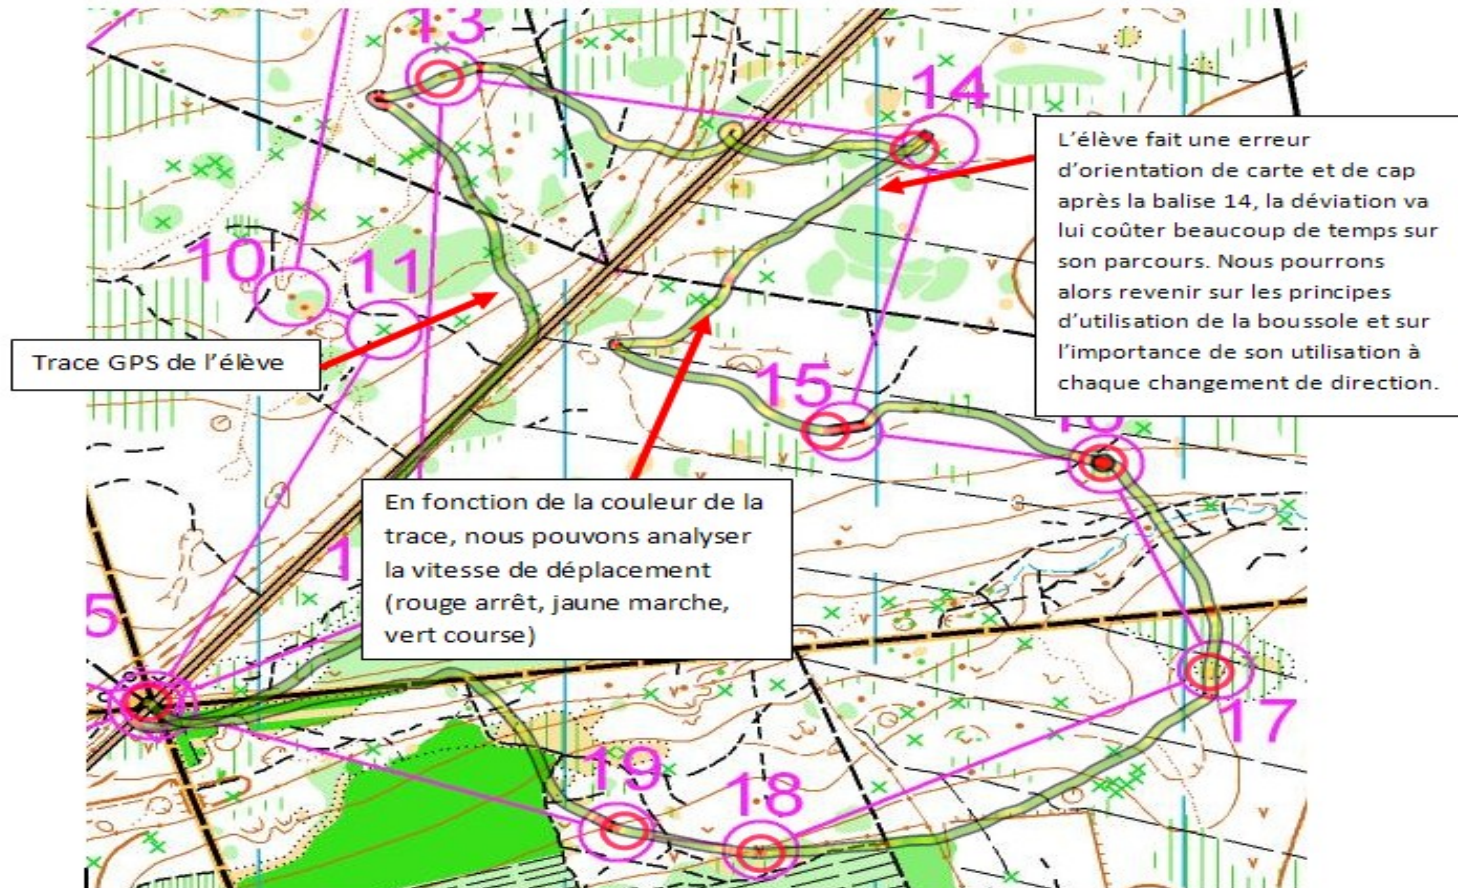 13
14
L'élève fait une erreur
d'orientation de carte et de cap
après la balise 14, la déviation va
lui coûter beaucoup de temps sur
son parcours. Nous pourrons
alors revenir sur les principes
d'utilisation de la boussole et sur
l'importance de son utilisation à
chaque changement de direction.
10
11
Trace GPS de l'élève
15
En fonction de la couleur de la
trace, nous pouvons analyser
la vitesse de déplacement
(rouge arrêt, jaune marche,
vert course)
1
5
17
19
18